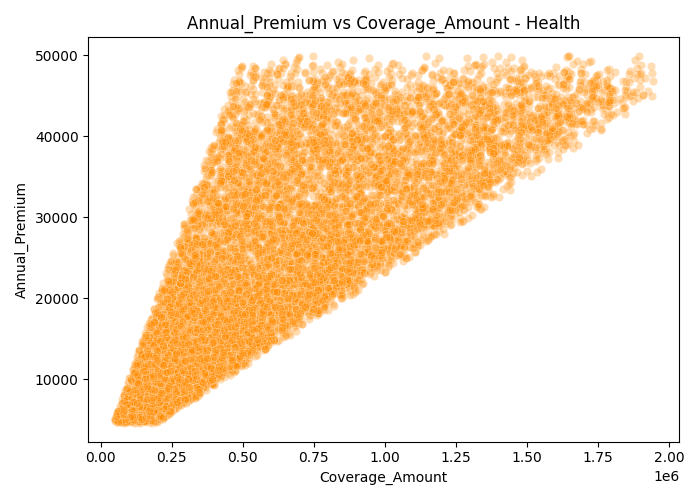 Annual_Premium vs Coverage_Amount - Health
50000
40000
30000
20000
10000
Annual_Premium
0.00 0.25 0.50 0.75 1.00 1.25 1.50 1.75 2.00
1e6
Coverage_Amount